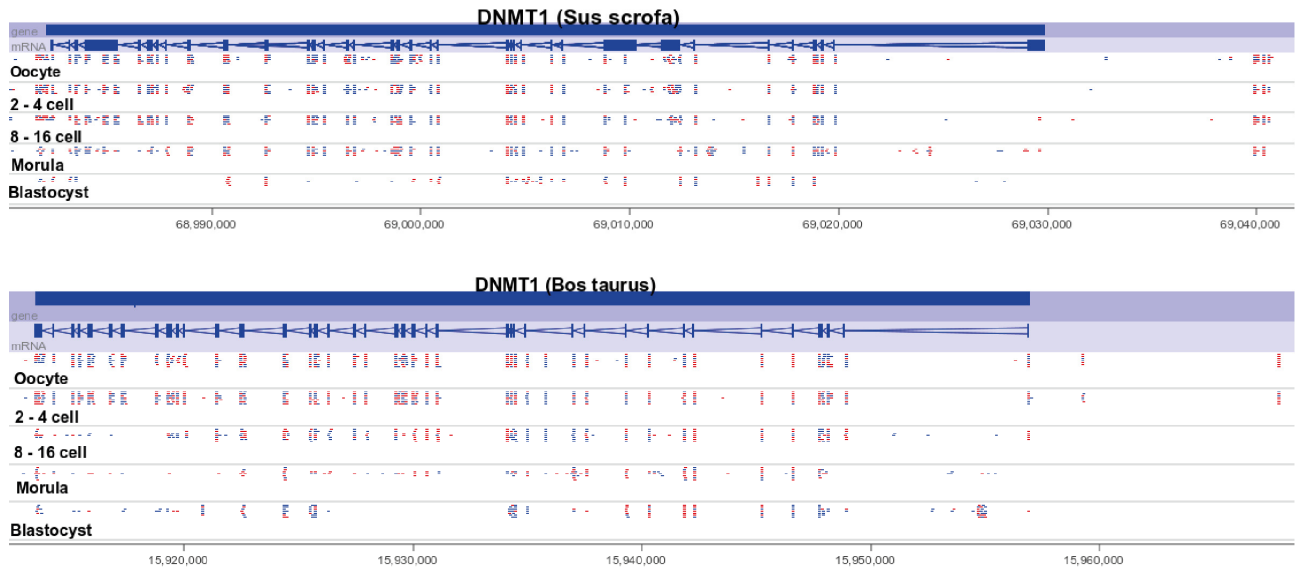 DNMT1 (Sus scrofa)
gene
mRNA
Oocyte
2 - 4 cell
8 - 16 cell
Morula
Blastocyst
68,990,000 69,000,000 69,010,000 69,020,000 69,030,000 69,040,000
DNMT1 (Bos taurus)
gene
mRNA
Oocyte
2 - 4 cell
8 - 16 cell
Morula
Blastocyst
15,920,000 15,930,000 15,940,000 15,950,000 15,960,000